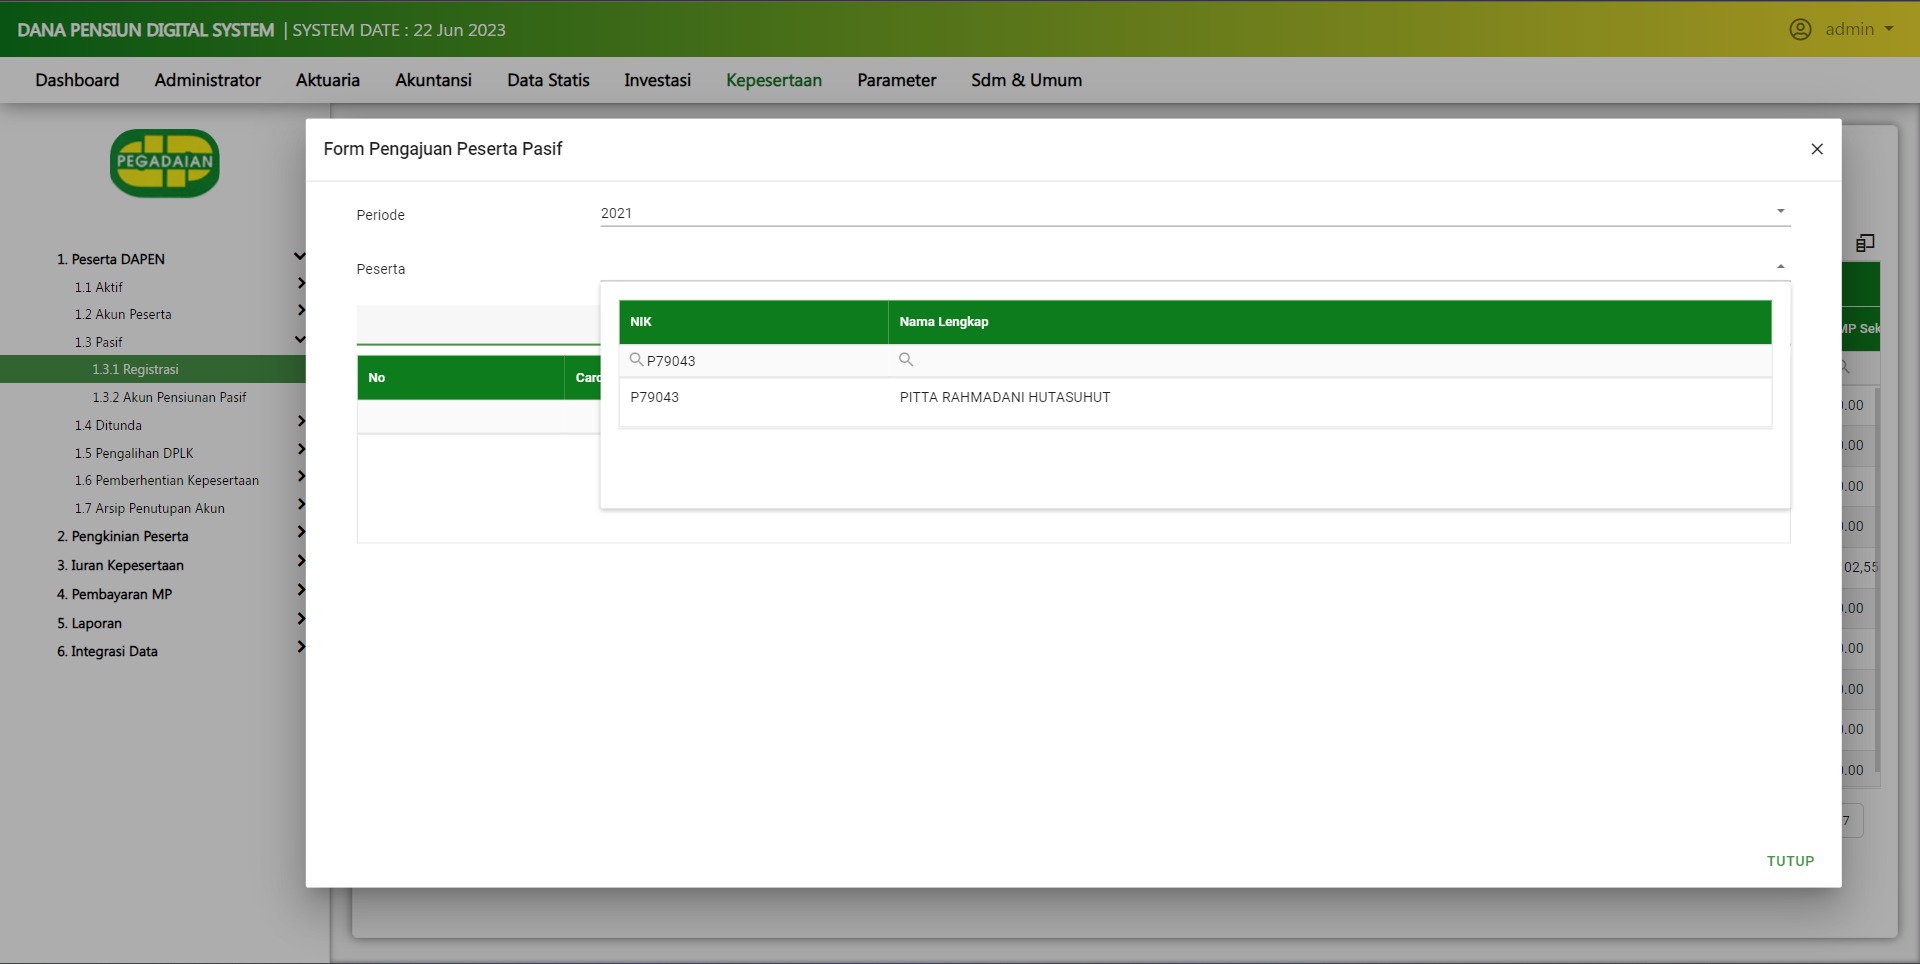 DANA PENSIUN DIGITAL SYSTEM | SYSTEM DATE : 22 Jun 2023
admin
Dashboard Administrator Aktuaria Akuntansi Data Statis Investasi Kepesertaan Parameter Sdm & Umum
PEGADAIAN
1. Peserta DAPEN
1.1 Aktif
1.2 Akun Peserta
1.3 Pasif
1.3.1 Registrasi
1.3.2 Akun Pensiunan Pasif
1.4 Ditunda
1.5 Pengalihan DPLK
1.6 Pemberhentian Kepesertaan
1.7 Arsip Penutupan Akun
2. Pengkinian Peserta
3. Iuran Kepesertaan
4. Pembayaran MP
5. Laporan
6. Integrasi Data
Form Pengajuan Peserta Pasif
Periode 2021
Peserta
NIK Nama Lengkap
P79043
P79043 PITTA RAHMADANI HUTASUHUT
No
TUTUP
MP
.00
.00
.00
.00
02,55
.00
.00
.00
.00
.00
7